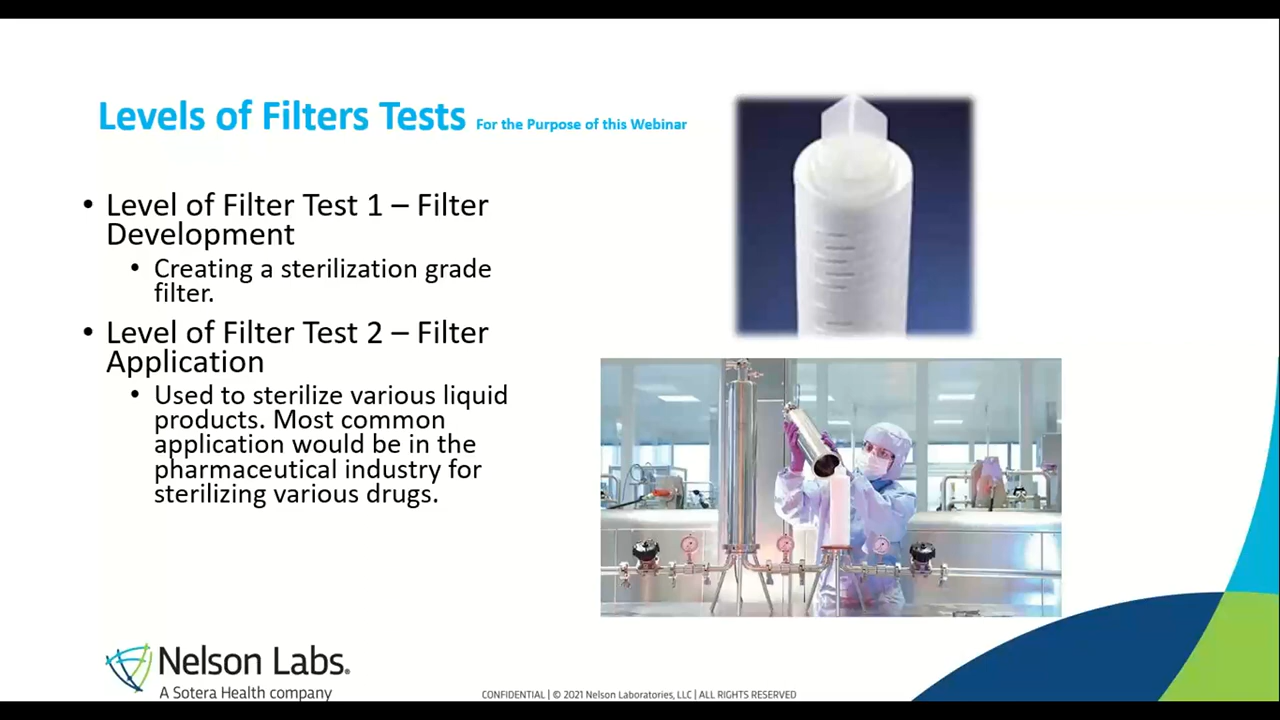 Levels of Filters Tests For the Purpose of this Webinar
• Level of Filter Test 1 – Filter
Development
• Creating a sterilization grade
filter.
• Level of Filter Test 2 – Filter
Application
• Used to sterilize various liquid
products. Most common
application would be in the
pharmaceutical industry for
sterilizing various drugs.
Nelson Labs.
A Sotera Health company
CONFIDENTIAL | © 2021 Nelson Laboratories, LLC | ALL RIGHTS RESERVED